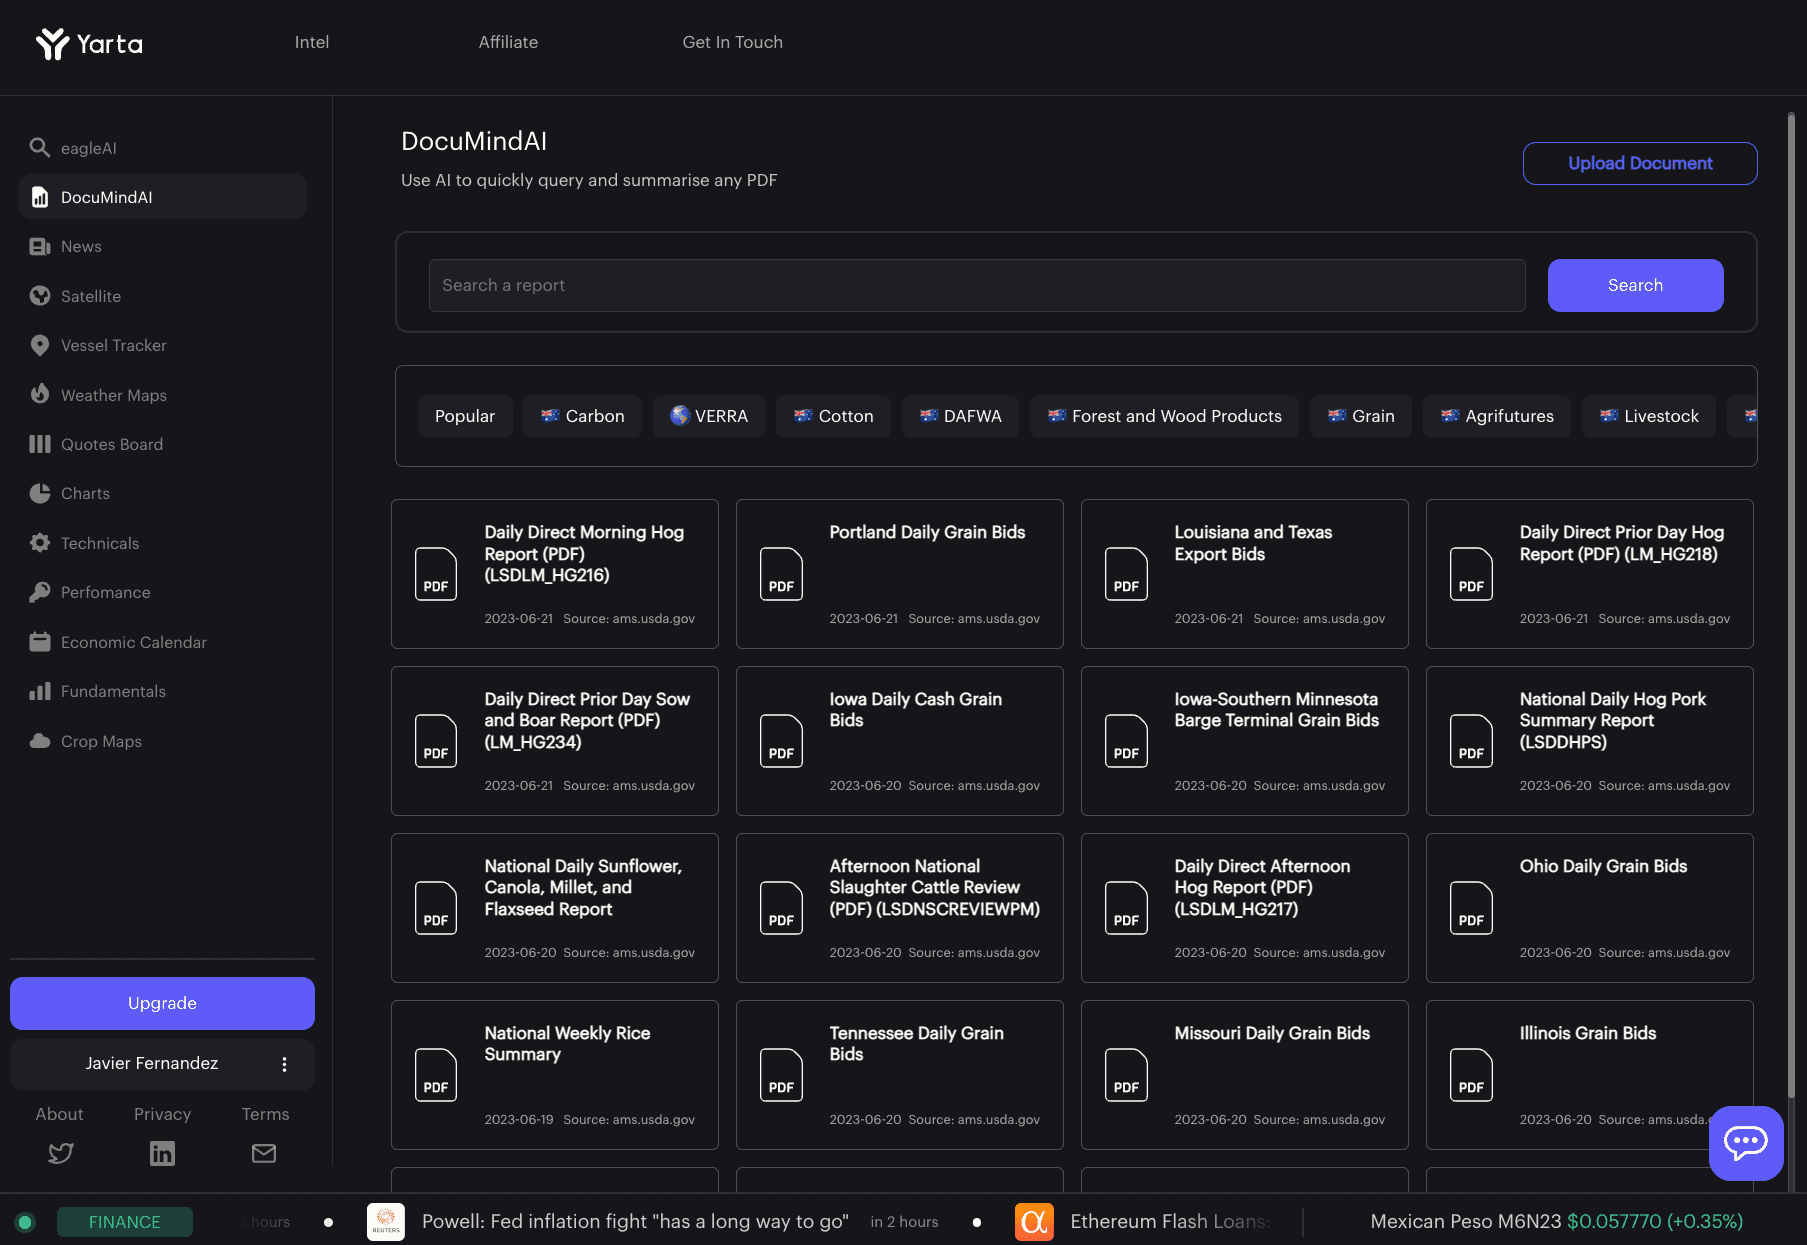 Yarta
Intel
Affiliate
Get In Touch
eagleAI
DocuMindAI
News
Satellite
Vessel Tracker
Weather Maps
Quotes Board
Charts
Technicals
Perfomance
Economic Calendar
Fundamentals
Crop Maps
Upgrade
Javier Fernandez
About Privacy Terms
DocuMindAI
Use AI to quickly query and summarise any PDF
Upload Document
Search a report
Search
Popular
Carbon
VERRA
Cotton
DAFWA
Forest and Wood Products
Grain
Agrifutures
Livestock
PDF
Daily Direct Morning Hog
Report (PDF)
(LSDLM_HG216)
2023-06-21 Source: ams.usda.gov
PDF
Portland Daily Grain Bids
2023-06-21 Source: ams.usda.gov
PDF
Louisiana and Texas
Export Bids
2023-06-21 Source: ams.usda.gov
PDF
Daily Direct Prior Day Hog
Report (PDF) (LM_HG218)
2023-06-21 Source: ams.usda.gov
PDF
Daily Direct Prior Day Sow
and Boar Report (PDF)
(LM_HG234)
2023-06-21 Source: ams.usda.gov
PDF
Iowa Daily Cash Grain
Bids
2023-06-20 Source: ams.usda.gov
PDF
Iowa-Southern Minnesota
Barge Terminal Grain Bids
2023-06-20 Source: ams.usda.gov
PDF
National Daily Hog Pork
Summary Report
(LSDDHPS)
2023-06-20 Source: ams.usda.gov
PDF
National Daily Sunflower,
Canola, Millet, and
Flaxseed Report
2023-06-20 Source: ams.usda.gov
PDF
Afternoon National
Slaughter Cattle Review
(PDF) (LSDNSCREVIEWPM)
2023-06-20 Source: ams.usda.gov
PDF
Daily Direct Afternoon
Hog Report (PDF)
(LSDLM_HG217)
2023-06-20 Source: ams.usda.gov
PDF
Ohio Daily Grain Bids
2023-06-20 Source: ams.usda.gov
PDF
National Weekly Rice
Summary
2023-06-19 Source: ams.usda.gov
PDF
Tennessee Daily Grain
Bids
2023-06-20 Source: ams.usda.gov
PDF
Missouri Daily Grain Bids
2023-06-20 Source: ams.usda.gov
PDF
Illinois Grain Bids
2023-06-20 Source: ams.usda.
FINANCE
2 hours
REUTERS
Powell: Fed inflation fight "has a long way to go" in 2 hours
Ethereum Flash Loans:
Mexican Peso M6N23 $0.057770 (+0.35%)